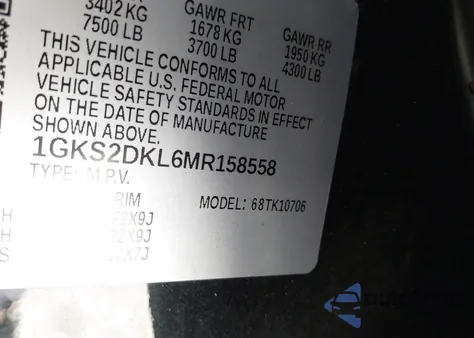 3402 KG GAWR FRT GAWR RR
7500 LB 1678 KG 1950 KG
3700 LB 4300 LB
THIS VEHICLE CONFORMS TO ALL
APPLICABLE U.S. FEDERAL MOTOR
VEHICLE SAFETY STANDARDS IN EFFECT
ON THE DATE OF MANUFACTURE
SHOWN ABOVE.
1GKS2DKL6MR158558
TYPE: M.P.V.
RIM MODEL: 68TK10706
H 22X9J
H 22X9J
S X7J